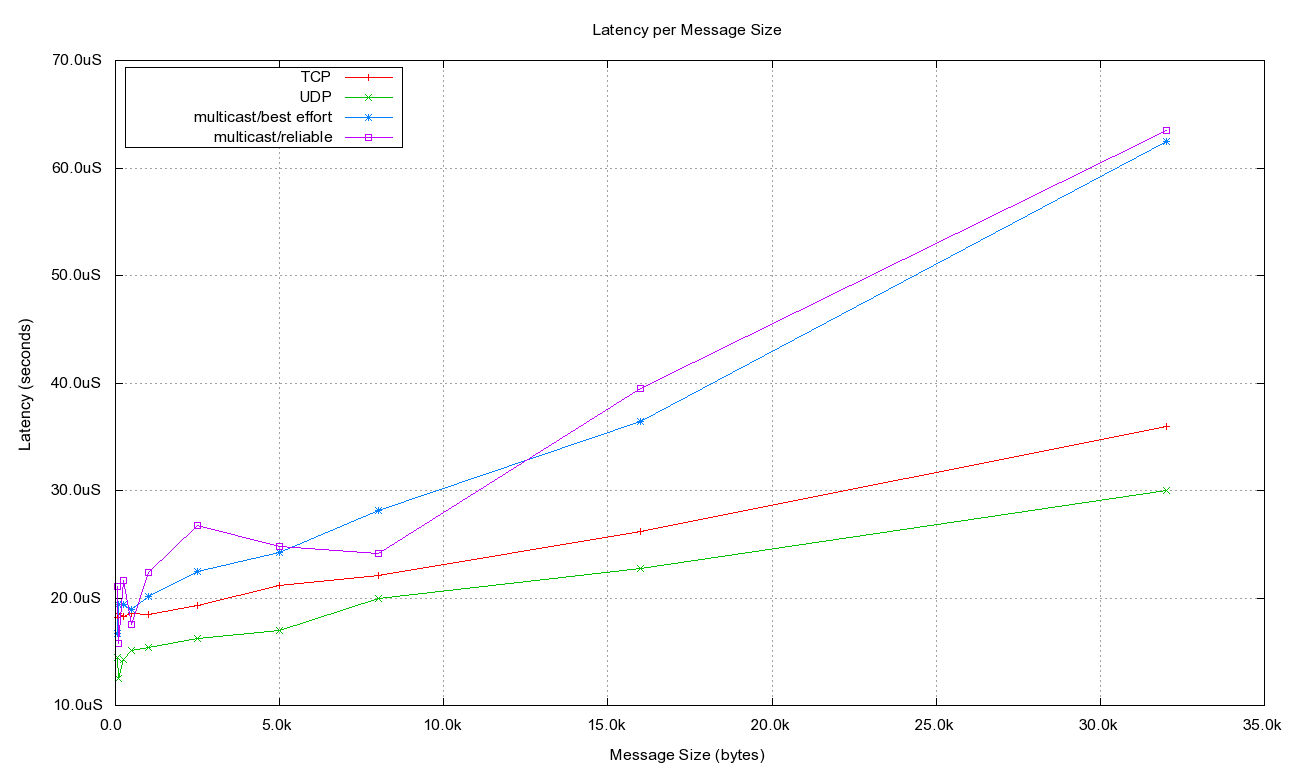 Latency per Message Size
70.0uS
60.0uS
50.0uS
40.0uS
30.0uS
20.0uS
10.0uS
TCP
UDP
multicast/best effort
multicast/reliable
Latency (seconds)
0.0 5.0k 10.0k 15.0k 20.0k 25.0k 30.0k 35.0k
Message Size (bytes)